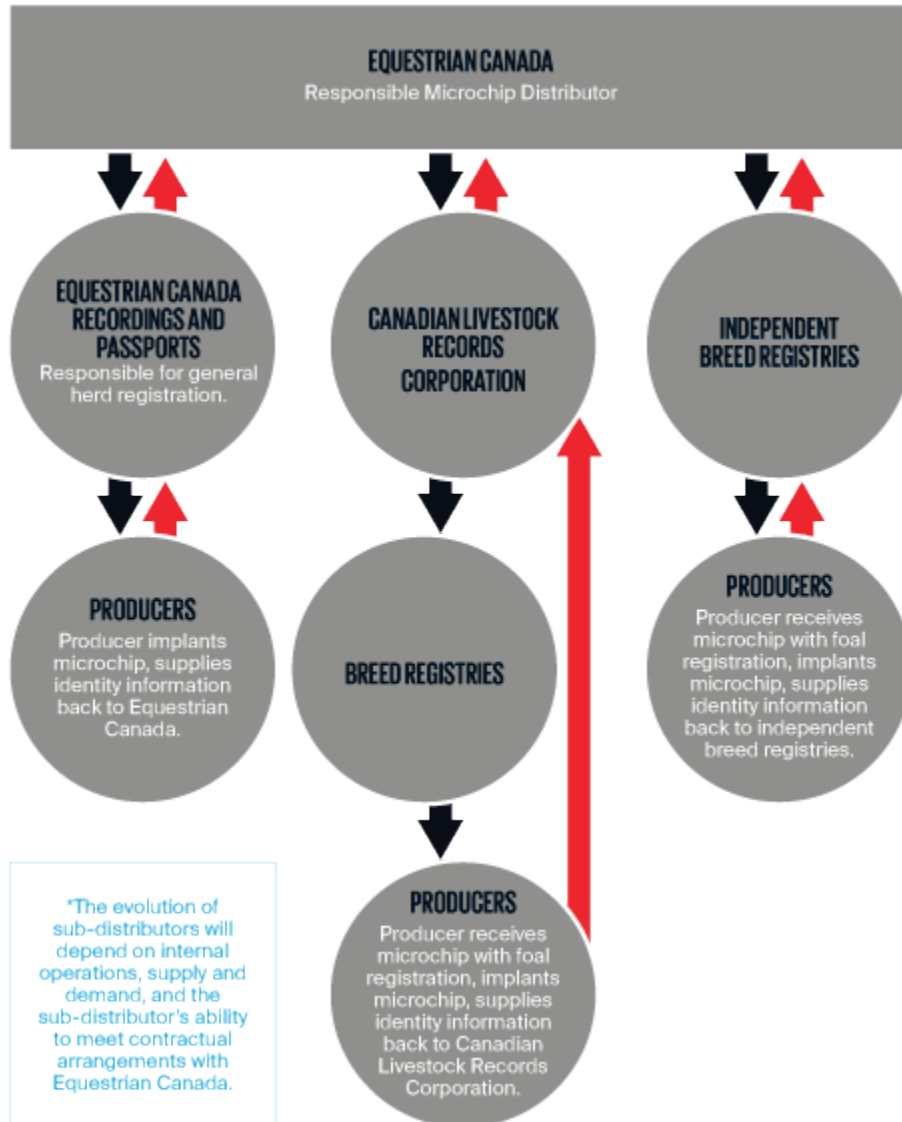 EQUESTRIAN CANADA
Responsible Microchip Distributor
EQUESTRIAN CANADA
RECORDINGS AND
PASSPORTS
Responsible for general
herd registration.
CANADIAN LIVESTOCK
RECORDS
CORPORATION
INDEPENDENT
BREED REGISTRIES
PRODUCERS
Producer implants
microchip, supplies
identity information
back to Equestrian
Canada.
BREED REGISTRIES
PRODUCERS
Producer receives
microchip with foal
registration, implants
microchip, supplies
identity information
back to independent
breed registries.
*The evolution of
sub-distributors will
depend on internal
operations, supply and
demand, and the
sub-distributor's ability
to meet contractual
arrangements with
Equestrian Canada.
PRODUCERS
Producer receives
microchip with foal
registration, implants
microchip, supplies
identity information
back to Canadian
Livestock Records
Corporation.